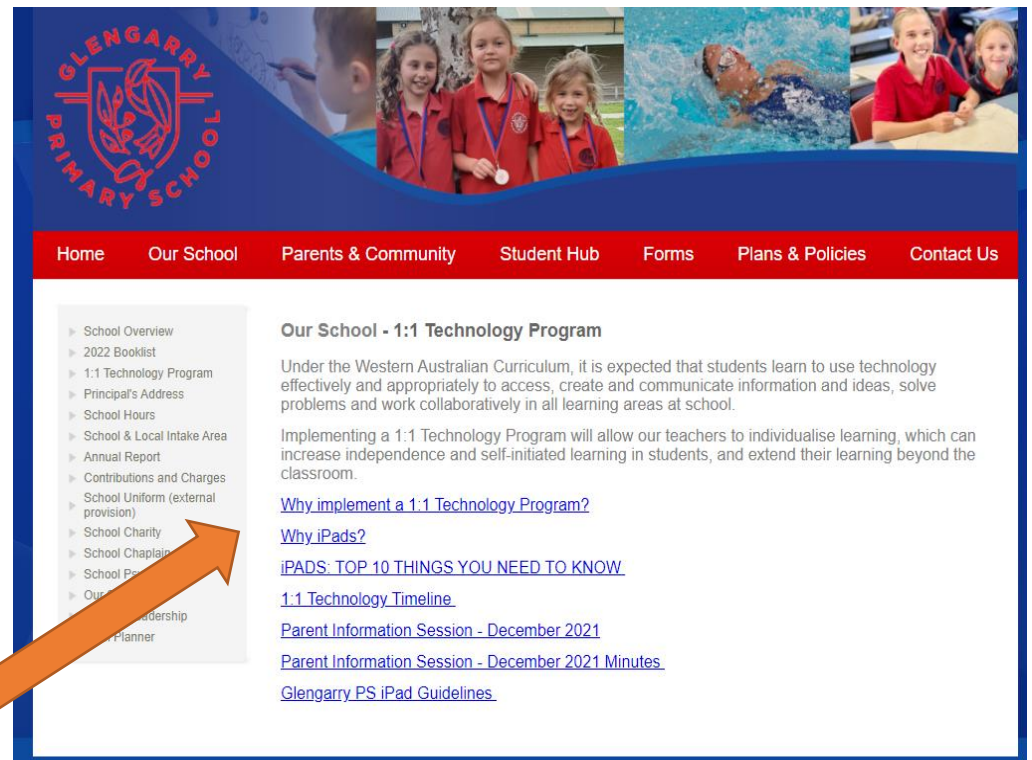 GLENGARRY
PRIMARY SCHOOL
Home Our School Parents & Community Student Hub Forms Plans & Policies Contact Us
School Overview
2022 Booklist
1:1 Technology Program
Principal's Address
School Hours
School & Local Intake Area
Annual Report
Contributions and Charges
School Uniform (external
provision)
School Charity
School Chaplain
School
Our
Planner
Our School - 1:1 Technology Program
Under the Western Australian Curriculum, it is expected that students learn to use technology
effectively and appropriately to access, create and communicate information and ideas, solve
problems and work collaboratively in all learning areas at school.
Implementing a 1:1 Technology Program will allow our teachers to individualise learning, which can
increase independence and self-initiated learning in students, and extend their learning beyond the
classroom.
Why implement a 1:1 Technology Program?
Why iPads?
iPADS: TOP 10 THINGS YOU NEED TO KNOW
1:1 Technology Timeline
Parent Information Session - December 2021
Parent Information Session - December 2021 Minutes
Glengarry PS iPad Guidelines